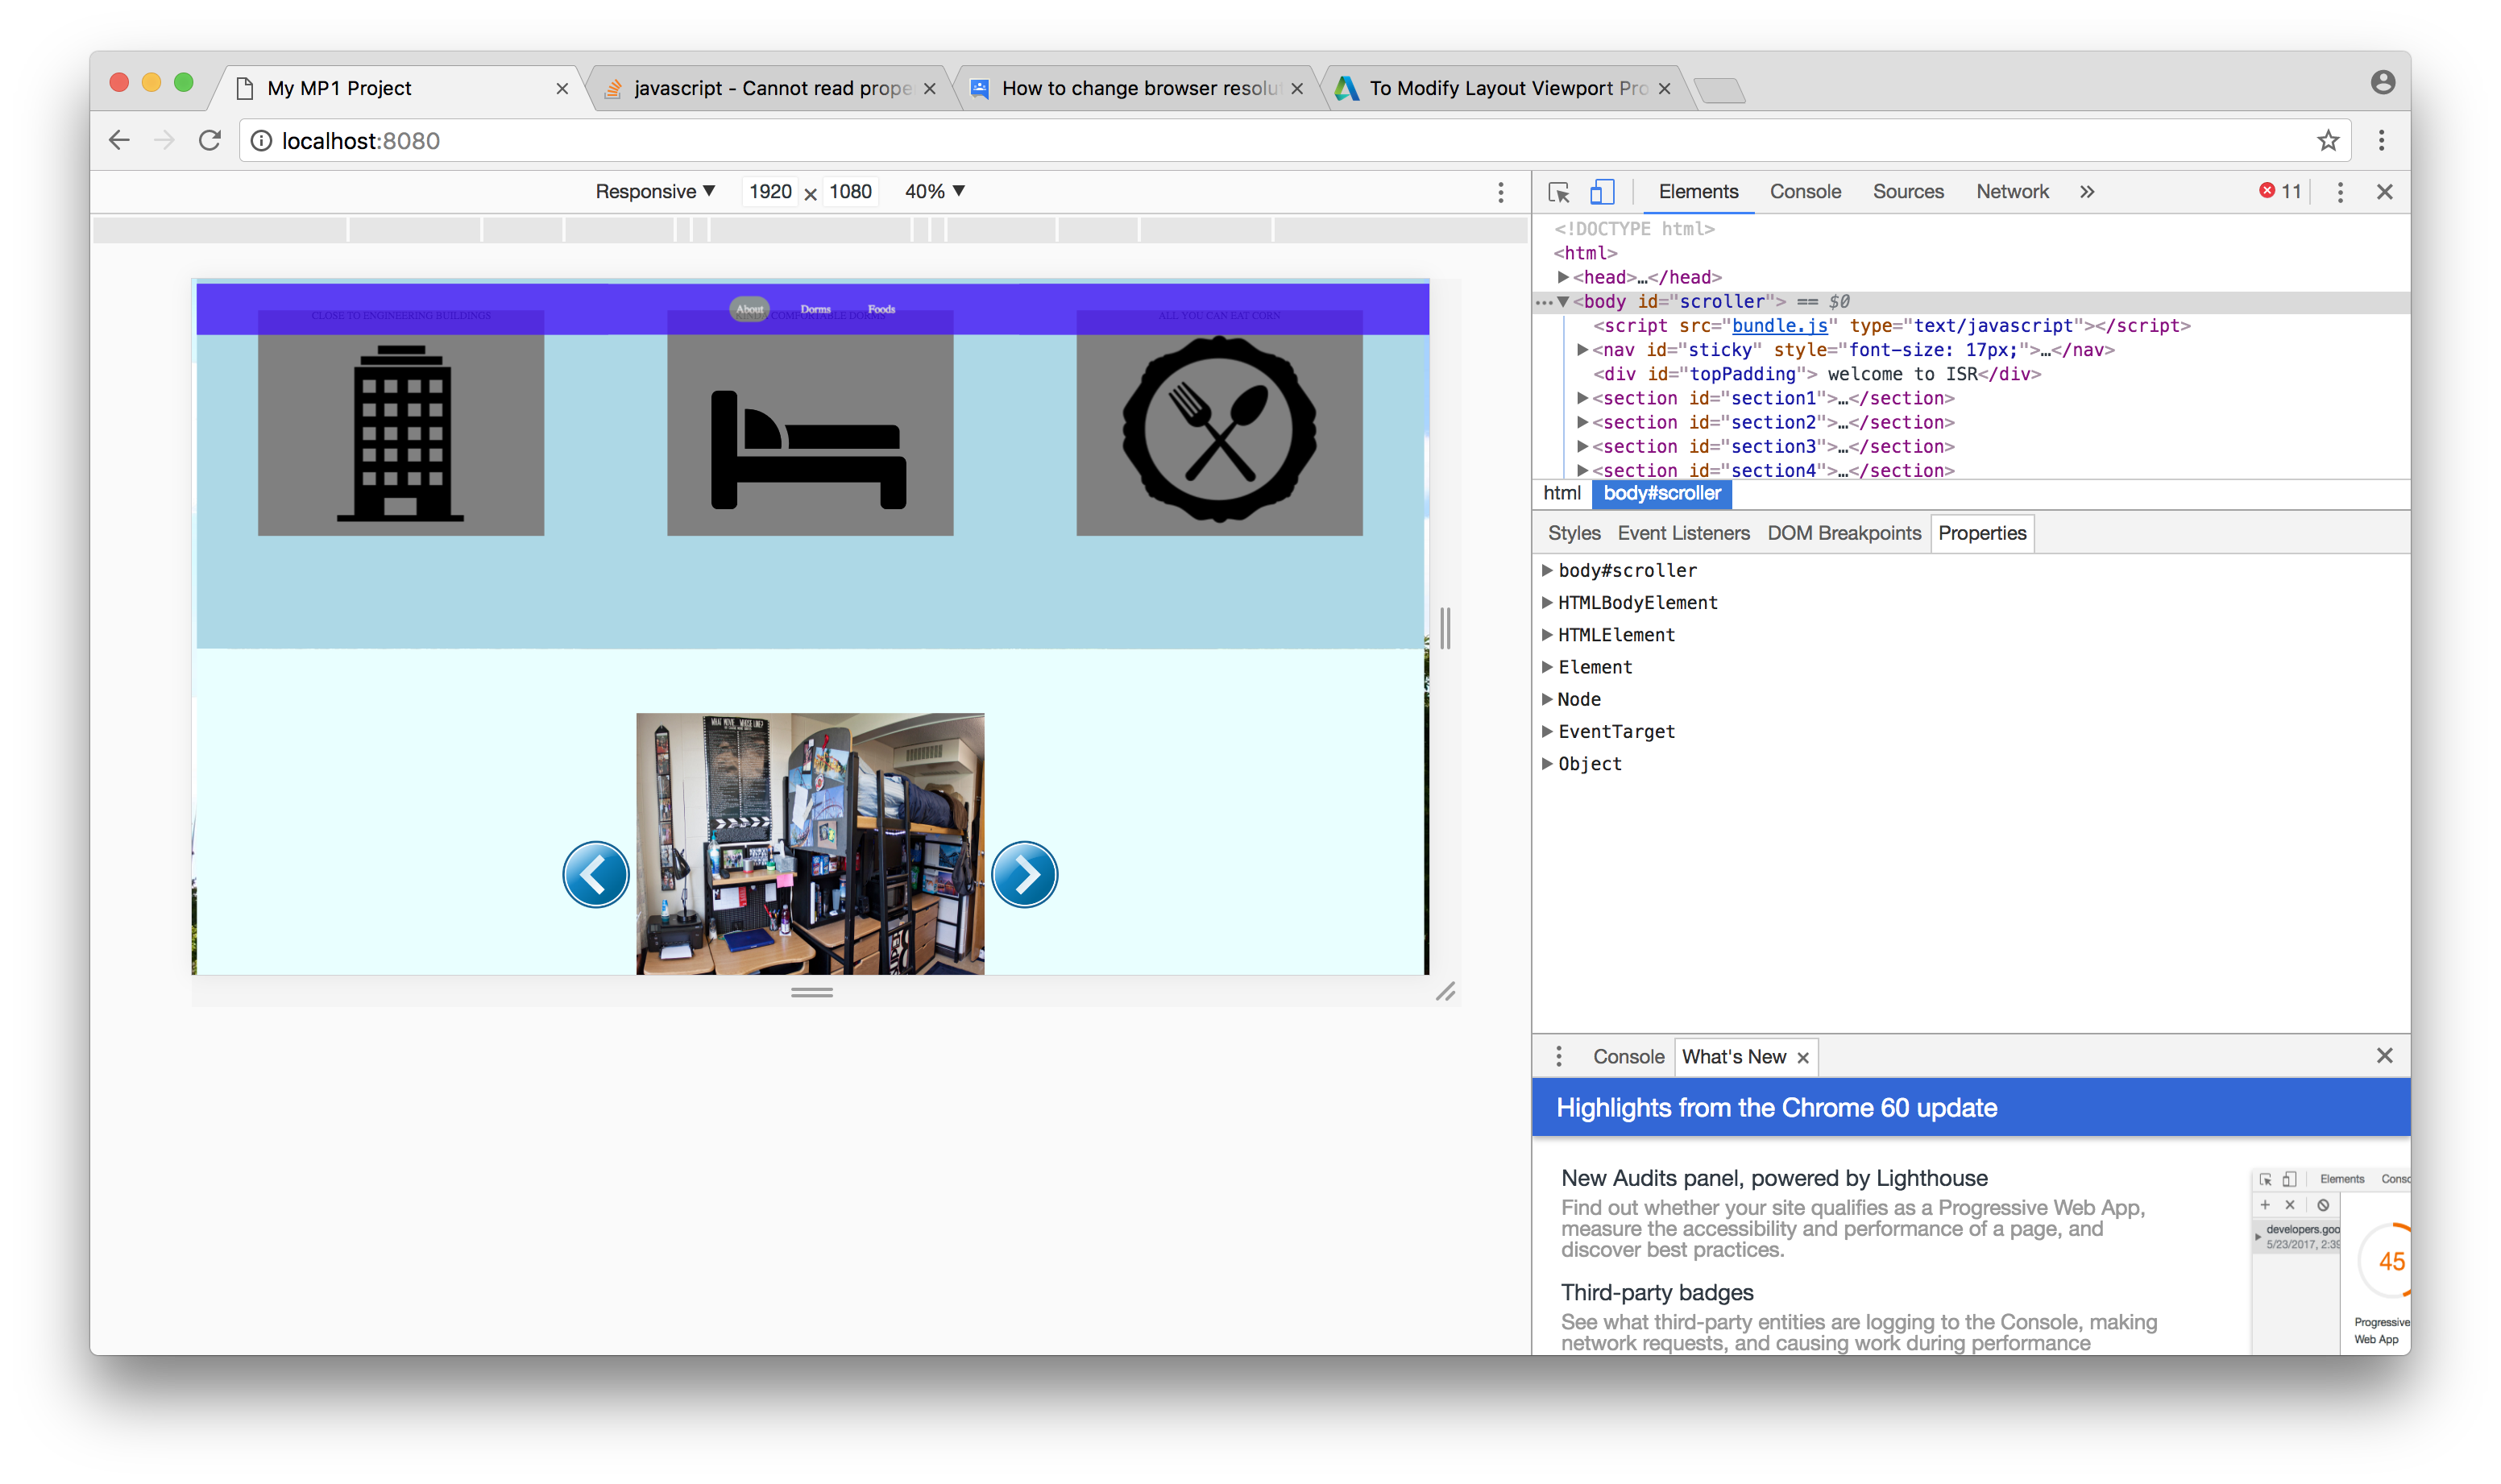 My MP1 Project
javascript - Cannot read prope
How to change browser resolut
To Modify Layout Viewport Pro
localhost:8080
Responsive ▼ 1920 × 1080 40% ▼
About Dorms Foods
CLOSE TO ENGINEERING BUILDINGS
COMFORTABLE DORMS
ALL YOU CAN EAT CORN
WHAT MOVIE... WHOSE LINE?
Elements Console Sources Network » 11
<!DOCTYPE html>
<html>
▶<head>…</head>
…▼<body id="scroller"> == $0
<script src="bundle.js" type="text/javascript"></script>
▶<nav id="sticky" style="font-size: 17px;">…</nav>
<div id="topPadding"> welcome to ISR</div>
▶<section id="section1">…</section>
▶<section id="section2">…</section>
▶<section id="section3">…</section>
▶<section id="section4">…</section>
html body#scroller
Styles Event Listeners DOM Breakpoints Properties
▶body#scroller
▶HTMLBodyElement
▶HTMLElement
▶Element
▶Node
▶EventTarget
▶Object
Console What's New
Highlights from the Chrome 60 update
New Audits panel, powered by Lighthouse
Find out whether your site qualifies as a Progressive Web App,
measure the accessibility and performance of a page, and
discover best practices.
Third-party badges
See what third-party entities are logging to the Console, making
network requests, and causing work during performance
Elements Conso
developers.goo
5/23/2017, 2:39
45
Progressive
Web App